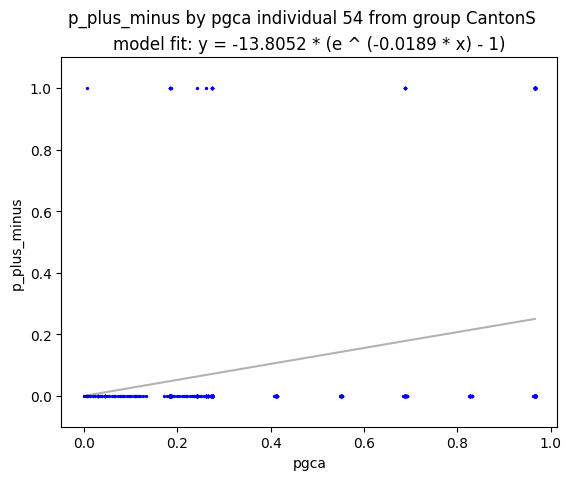 p_plus_minus by pgca individual 54 from group CantonS
model fit: y = -13.8052 * (e ^ (-0.0189 * x) - 1)
1.0
0.8
0.6
0.4
0.2
0.0
p_plus_minus
0.0 0.2 0.4 0.6 0.8 1.0
pgca